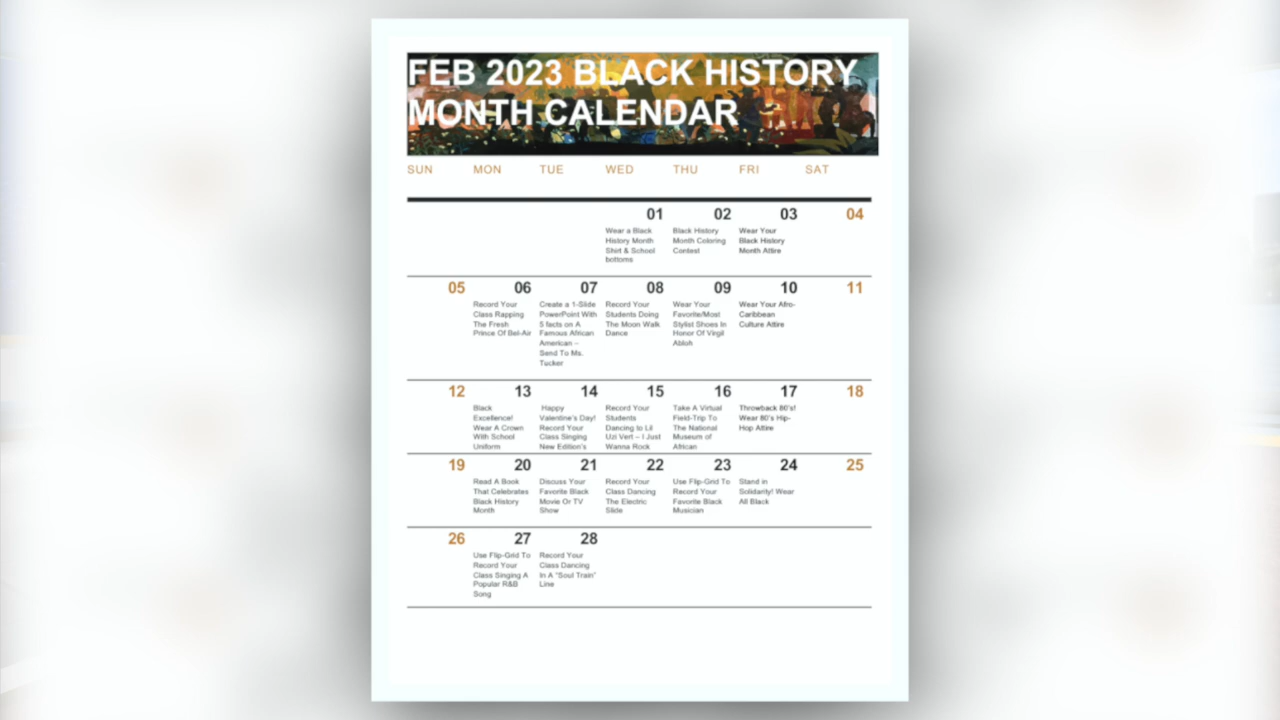 FEB 2023 BLACK HISTORY
MONTH CALENDAR
SUN MON TUE WED THU FRI SAT
01 02 03 04
Wear a Black
History Month
Shirt & School
bottoms
Black History
Month Coloring
Contest
Wear Your
Black History
Month Attire
05 06 07 08 09 10 11
Record Your
Class Rapping
The Fresh
Prince Of Bel-Air
Create a 1-Slide
PowerPoint With
5 facts on A
Famous African
American –
Send To Ms.
Tucker
Record Your
Students Doing
The Moon Walk
Dance
Wear Your
Favorite/Most
Stylist Shoes In
Honor Of Virgil
Abloh
Wear Your Afro-
Caribbean
Culture Attire
12 13 14 15 16 17 18
Black
Excellence!
Wear A Crown
With School
Uniform
Happy
Valentine's Day!
Record Your
Class Singing
New Edition's
Record Your
Students
Dancing to Lil
Uzi Vert – I Just
Wanna Rock
Take A Virtual
Field-Trip To
The National
Museum of
African
Throwback 80's!
Wear 80's Hip-
Hop Attire
19 20 21 22 23 24 25
Read A Book
That Celebrates
Black History
Month
Discuss Your
Favorite Black
Movie Or TV
Show
Record Your
Class Dancing
The Electric
Slide
Use Flip-Grid To
Record Your
Favorite Black
Musician
Stand in
Solidarity! Wear
All Black
26 27 28
Use Flip-Grid To
Record Your
Class Singing A
Popular R&B
Song
Record Your
Class Dancing
In A "Soul Train"
Line